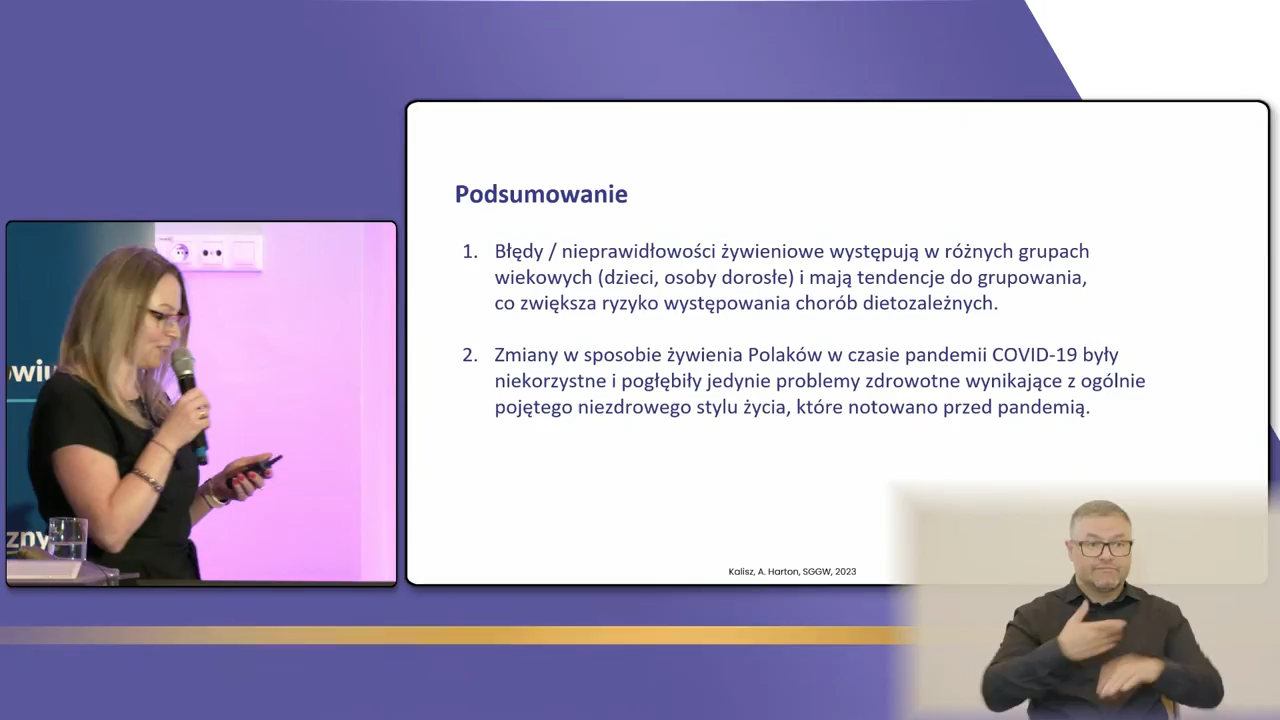 Podsumowanie
1. Błędy / nieprawidłowości żywieniowe występują w różnych grupach
wiekowych (dzieci, osoby dorosłe) i mają tendencje do grupowania,
co zwiększa ryzyko występowania chorób dietozależnych.
2. Zmiany w sposobie żywienia Polaków w czasie pandemii COVID-19 były
niekorzystne i pogłębiły jedynie problemy zdrowotne wynikające z ogólnie
pojętego niezdrowego stylu życia, które notowano przed pandemią.
Kalisz, A. Harton, SGGW, 2023